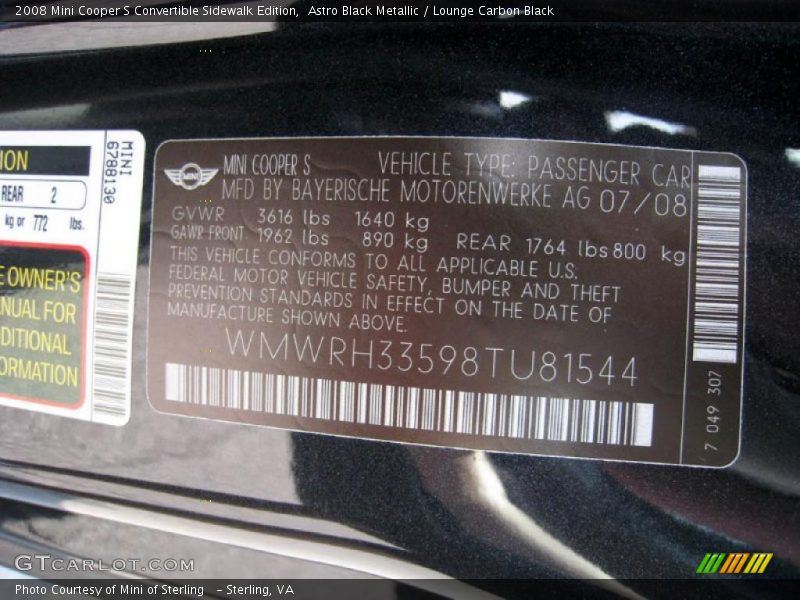 2008 Mini Cooper S Convertible Sidewalk Edition,  Astro Black Metallic / Lounge Carbon Black
ION
REAR 2
kg or 772 lbs.
E OWNER'S
NUAL FOR
DDITIONAL
FORMATION
MINI
6788130
MINI
MINI COOPER S VEHICLE TYPE: PASSENGER CAR
MFD BY BAYERISCHE MOTORENWERKE AG 07/08
GVWR 3616 lbs 1640 kg
GAWR FRONT 1962 lbs 890 kg REAR 1764 lbs 800 kg
THIS VEHICLE CONFORMS TO ALL APPLICABLE U.S.
FEDERAL MOTOR VEHICLE SAFETY, BUMPER AND THEFT
PREVENTION STANDARDS IN EFFECT ON THE DATE OF
MANUFACTURE SHOWN ABOVE.
WMWRH33598TU81544
7 049 307
GTCARLOT.COM
Photo Courtesy of Mini of Sterling - Sterling, VA